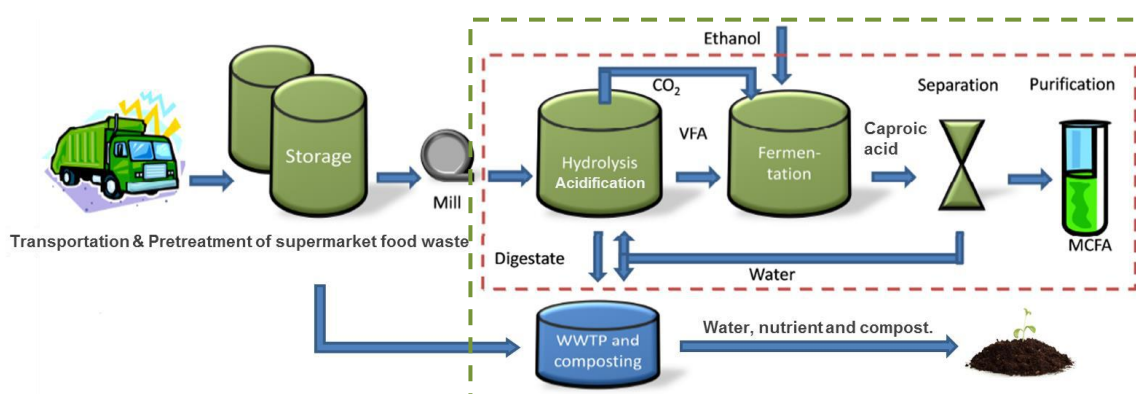 Ethanol
CO2
Separation
Purification
VFA
Caproic
acid
Storage
Hydrolysis
Acidification
Fermen-
tation
Mill
Transportation & Pretreatment of supermarket food waste
Digestate
Water
MCFA
WWTP and
composting
Water, nutrient and compost.